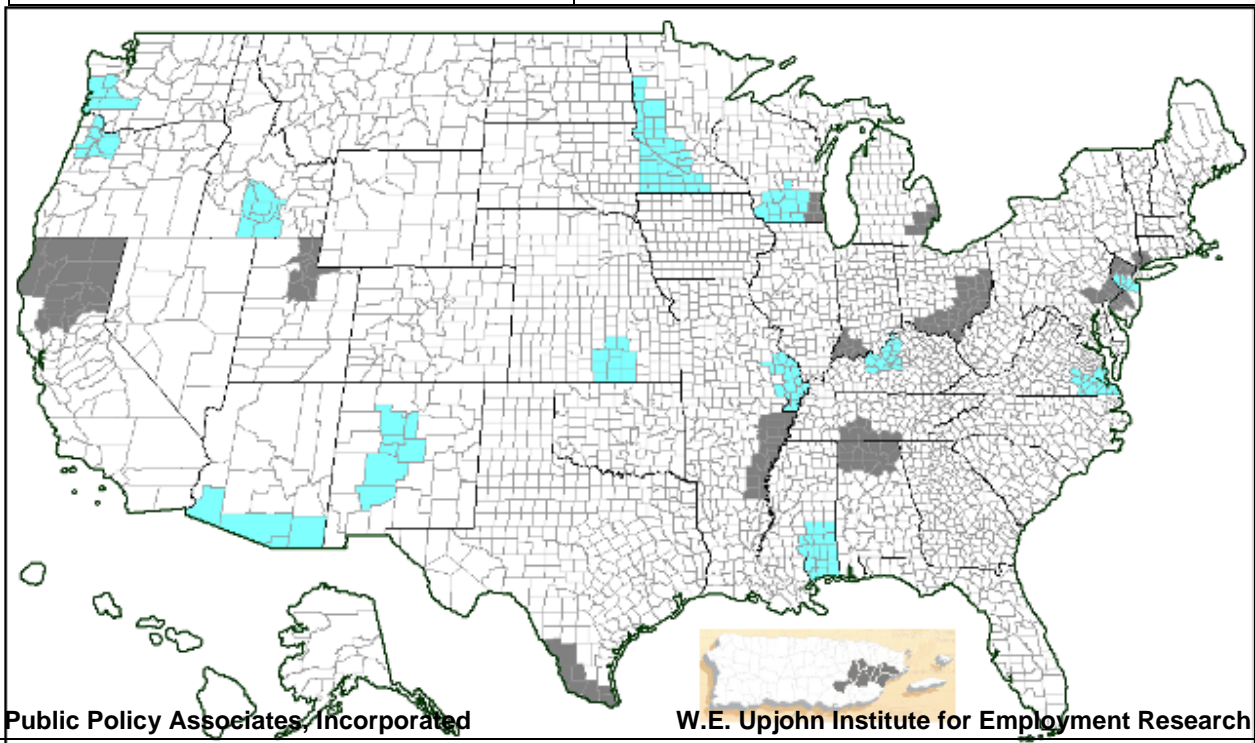 Public Policy Associates, Incorporated
W.E. Upjohn Institute for Employment Research